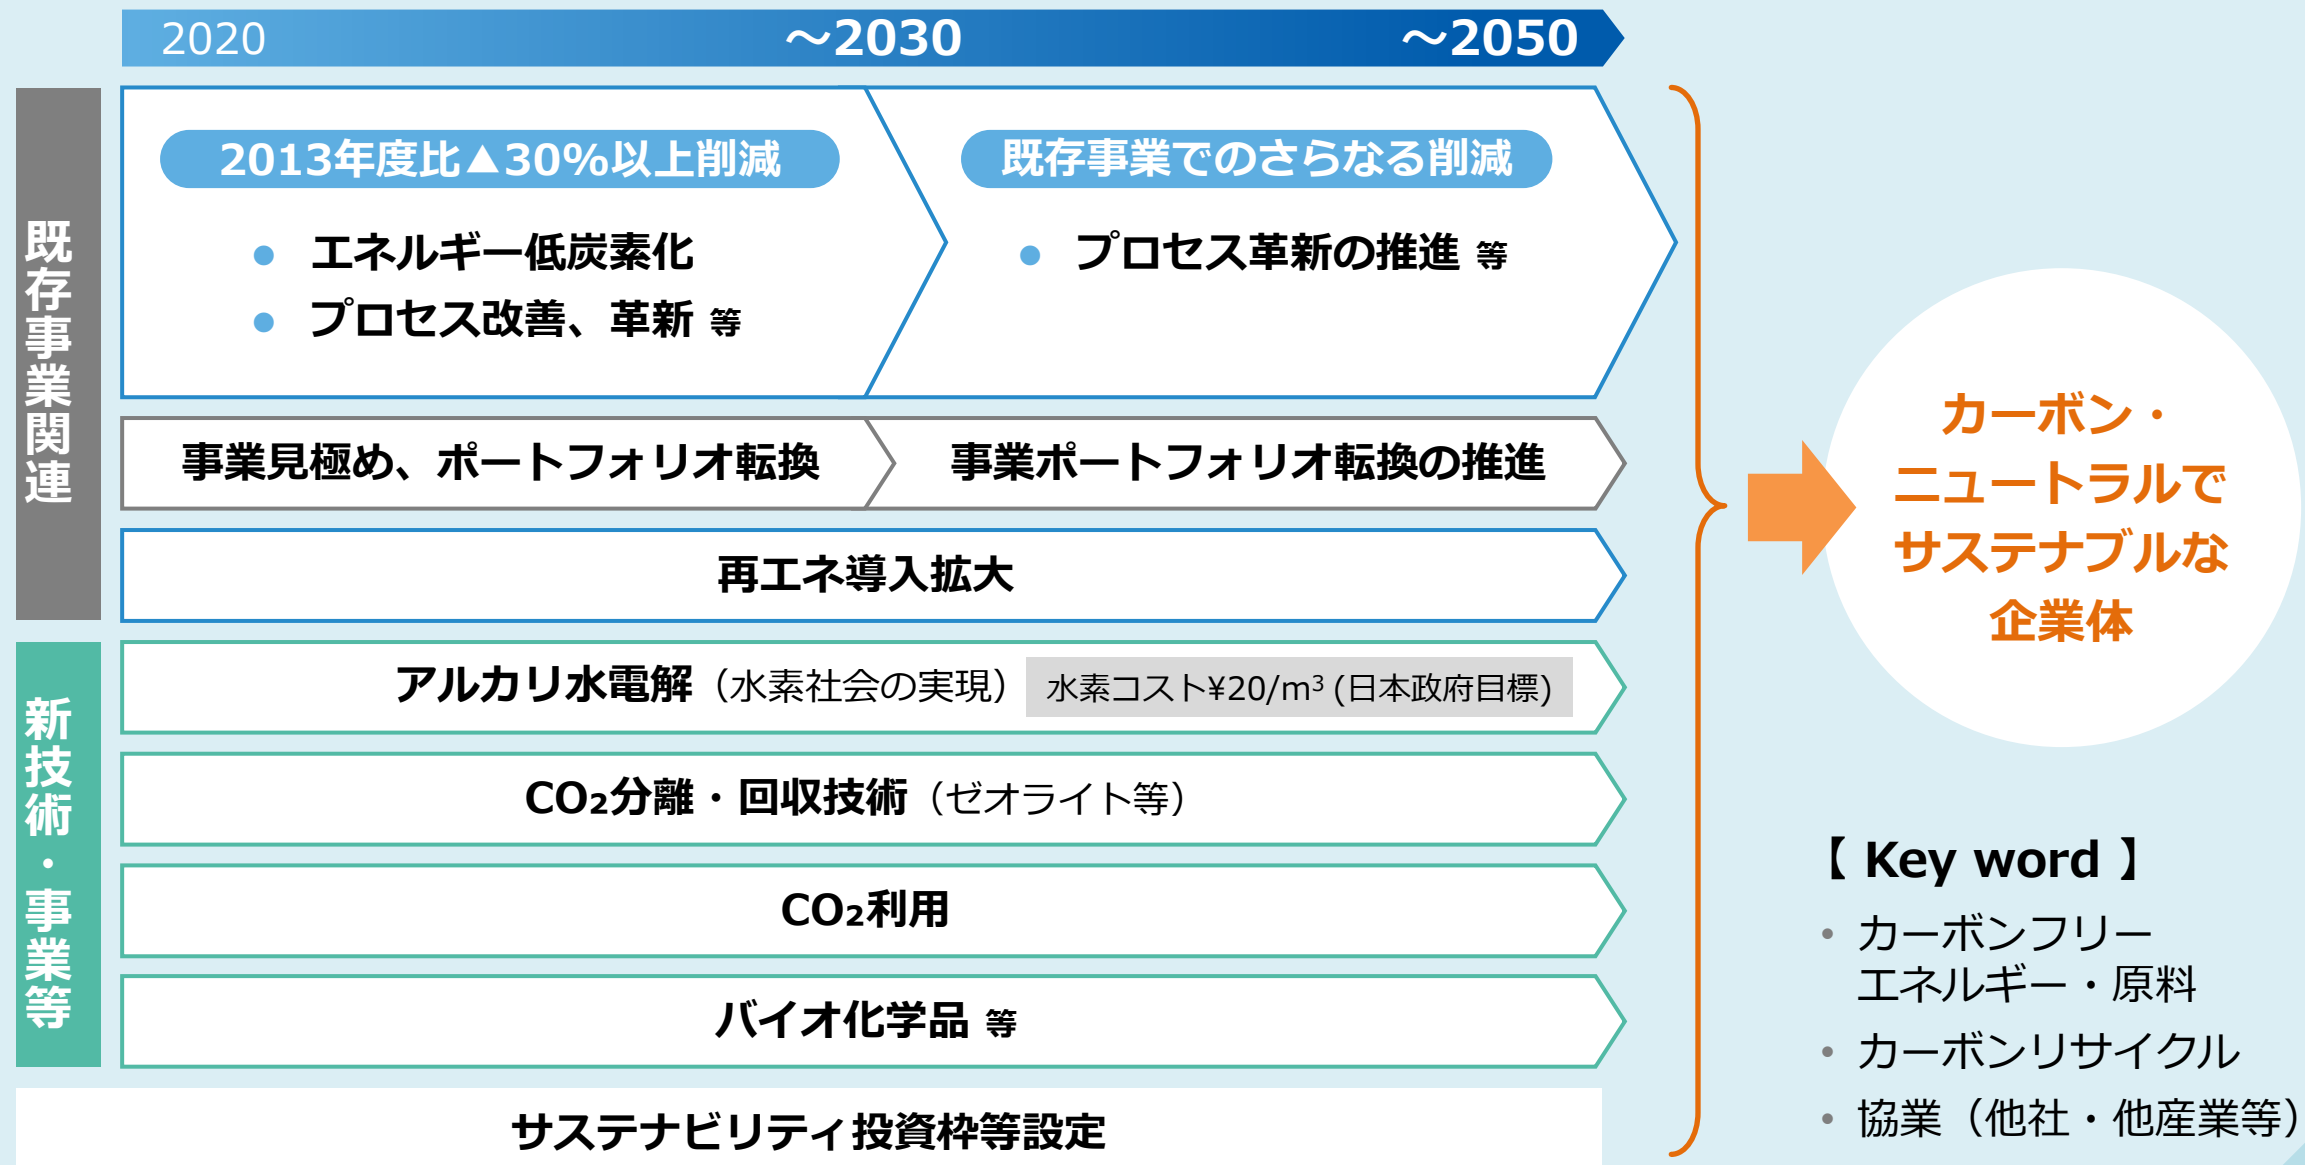 2020 ～2030 ～2050
既存事業関連
2013年度比▲30%以上削減
● エネルギー低炭素化
● プロセス改善、革新 等
既存事業でのさらなる削減
● プロセス革新の推進 等
事業見極め、ポートフォリオ転換
事業ポートフォリオ転換の推進
再エネ導入拡大
新技術・事業等
アルカリ水電解（水素社会の実現） 水素コスト¥20/m³ (日本政府目標)
CO₂分離・回収技術（ゼオライト等）
CO₂利用
バイオ化学品 等
サステナビリティ投資枠等設定
カーボン・
ニュートラルで
サステナブルな
企業体
【 Key word 】
・カーボンフリー
エネルギー・原料
・カーボンリサイクル
・協業（他社・他産業等）